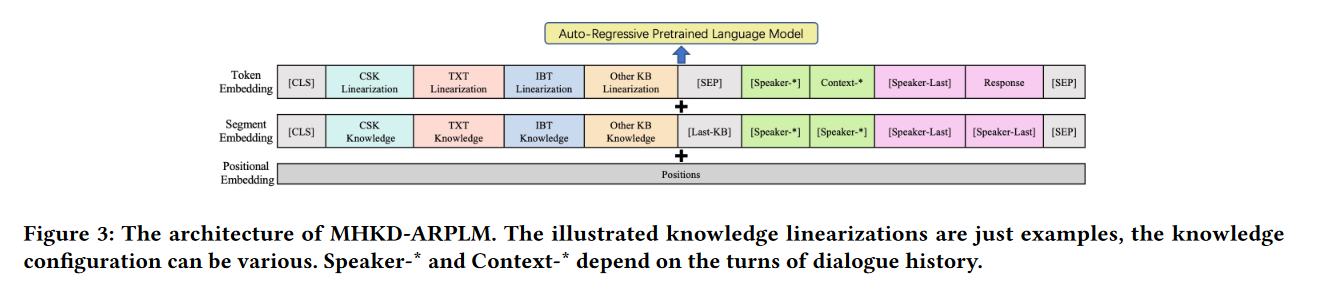 Auto-Regressive Pretrained Language Model
Token Embedding
[CLS]
CSK Linearization
TXT Linearization
IBT Linearization
Other KB Linearization
[SEP]
[Speaker-*]
Context-*
[Speaker-Last]
Response
[SEP]
+
Segment Embedding
[CLS]
CSK Knowledge
TXT Knowledge
IBT Knowledge
Other KB Knowledge
[Last-KB]
[Speaker-*]
[Speaker-*]
[Speaker-Last]
[Speaker-Last]
[SEP]
+
Positional Embedding
Positions
Figure 3: The architecture of MHKD-ARPLM. The illustrated knowledge linearizations are just examples, the knowledge
configuration can be various. Speaker-* and Context-* depend on the turns of dialogue history.